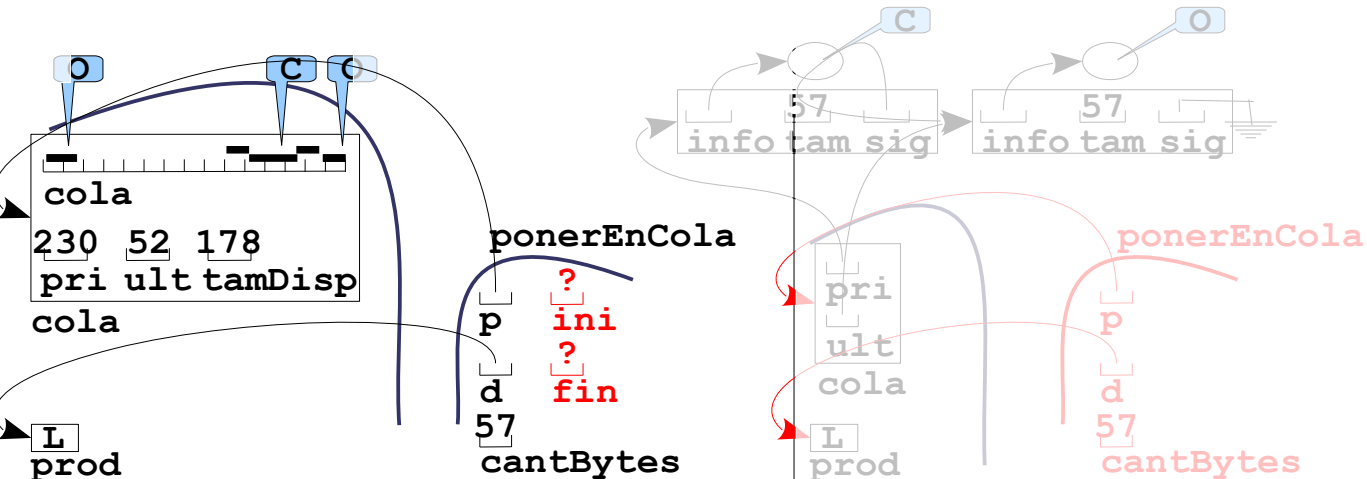 C O
O C O
57 57
info tam sig info tam sig
cola
230 52 178
pri ult tamDisp
cola
ponerEnCola
? 
p ini
?
d fin
57
cantBytes
L
prod
ponerEnCola
pri
p
ult
cola
d
57
cantBytes
L
prod